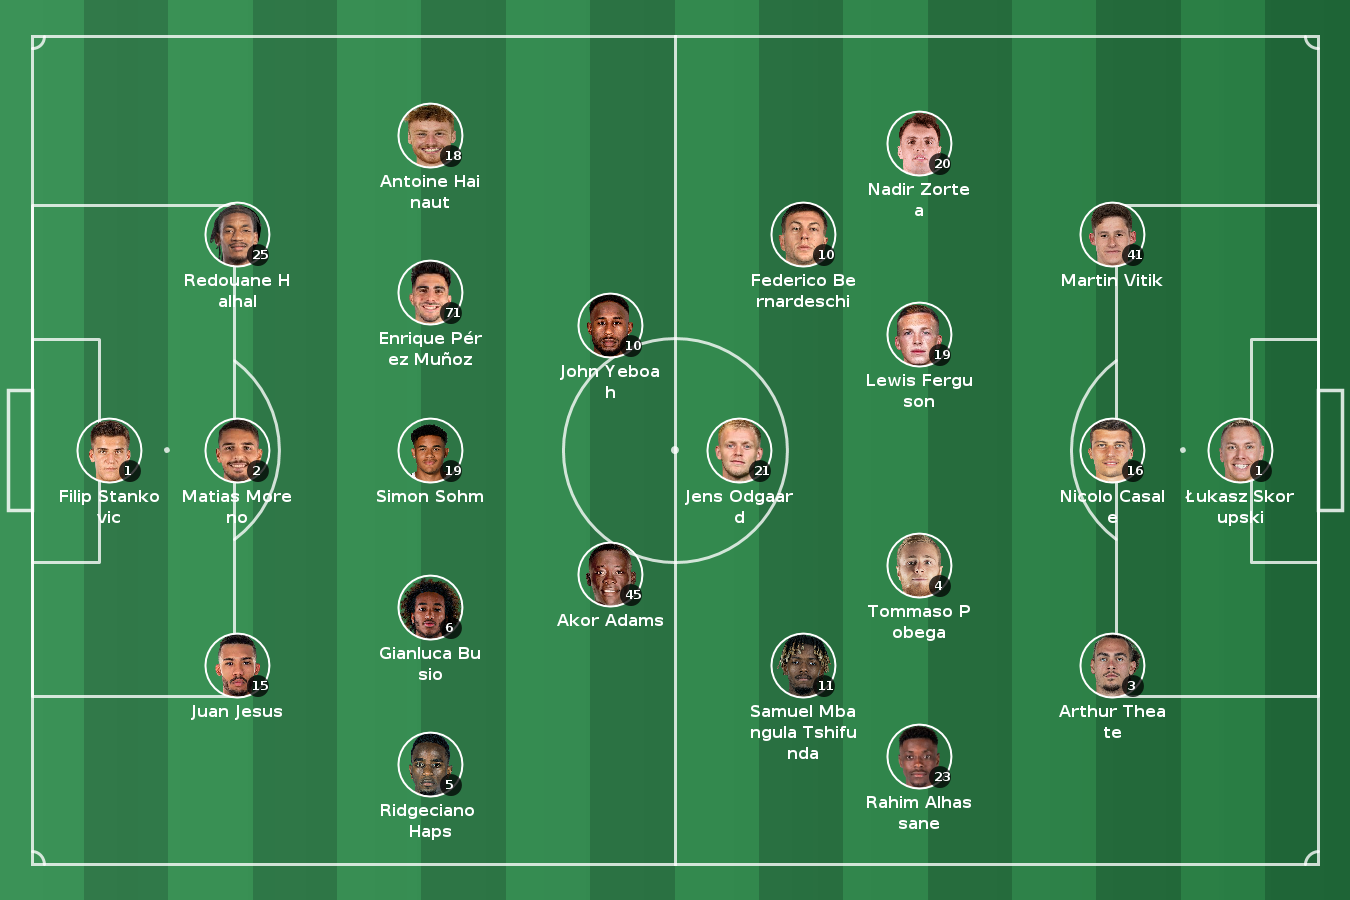 18
Antoine Hai
naut
20
Nadir Zorte
a
25
Redouane H
alhal
10
Federico Be
rnardeschi
41
Martin Vitik
71
Enrique Pér
ez Muñoz
10
John Yeboa
h
19
Lewis Fergu
son
1
Filip Stanko
vic
2
Matias More
no
19
Simon Sohm
21
Jens Odgaar
d
16
Nicolo Casal
e
1
Łukasz Skor
upski
45
Akor Adams
4
Tommaso P
obega
6
Gianluca Bu
sio
15
Juan Jesus
11
Samuel Mba
ngula Tshifu
nda
3
Arthur Thea
te
5
Ridgeciano
Haps
23
Rahim Alhas
sane